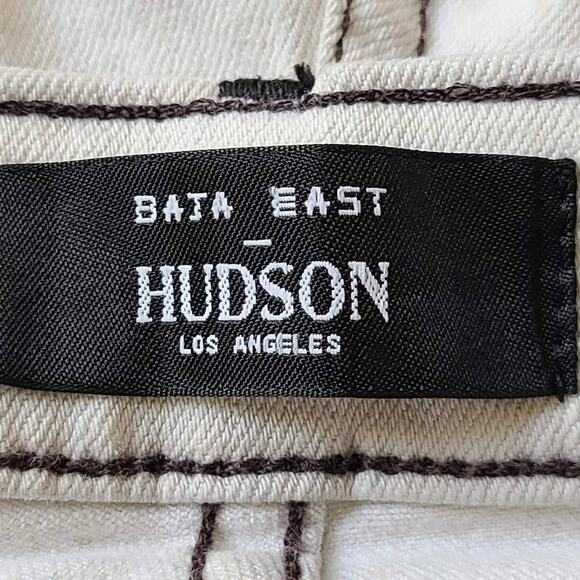 BAJA EAST
—
HUDSON
LOS ANGELES